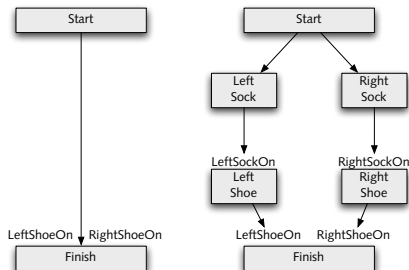 Start
LeftShoeOn RightShoeOn
Finish
Start
Left
Sock
Right
Sock
LeftSockOn
RightSockOn
Left
Shoe
Right
Shoe
LeftShoeOn
RightShoeOn
Finish